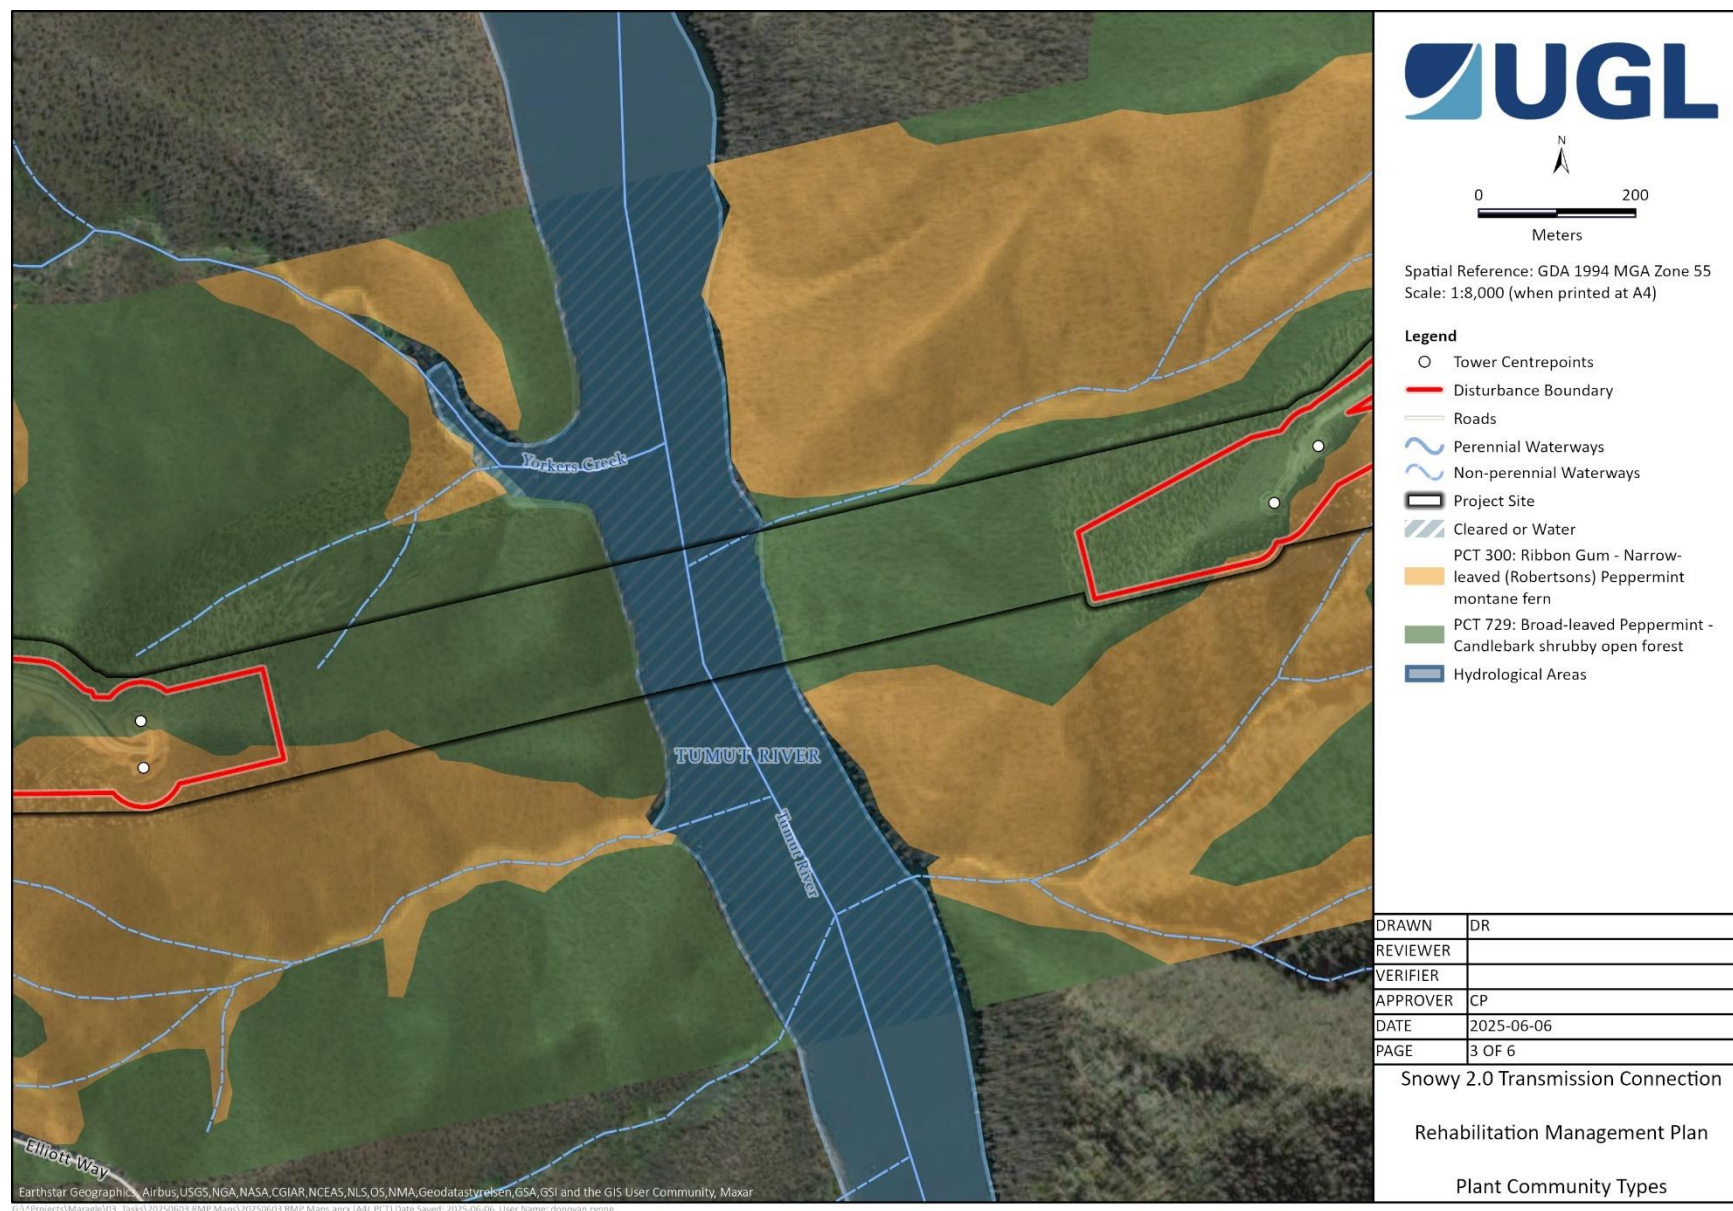 UGL
N
0 200
Meters
Spatial Reference: GDA 1994 MGA Zone 55
Scale: 1:8,000 (when printed at A4)
Legend
Tower Centrepoints
Disturbance Boundary
Roads
Perennial Waterways
Non-perennial Waterways
Project Site
Cleared or Water
PCT 300: Ribbon Gum - Narrow-
leaved (Robertsons) Peppermint
montane fern
PCT 729: Broad-leaved Peppermint -
Candlebark shrubby open forest
Hydrological Areas
Yorkers Creek
TUMUT RIVER
Tumut River
Elliott Way
DRAWN DR
REVIEWER
VERIFIER
APPROVER CP
DATE 2025-06-06
PAGE 3 OF 6
Snowy 2.0 Transmission Connection
Rehabilitation Management Plan
Plant Community Types
Earthstar Geographics, Airbus,USGS,NGA,NASA,CGIAR,NCEAS,NLS,OS,NMA,Geodatastyrelsen,GSA,GSI and the GIS User Community, Maxar